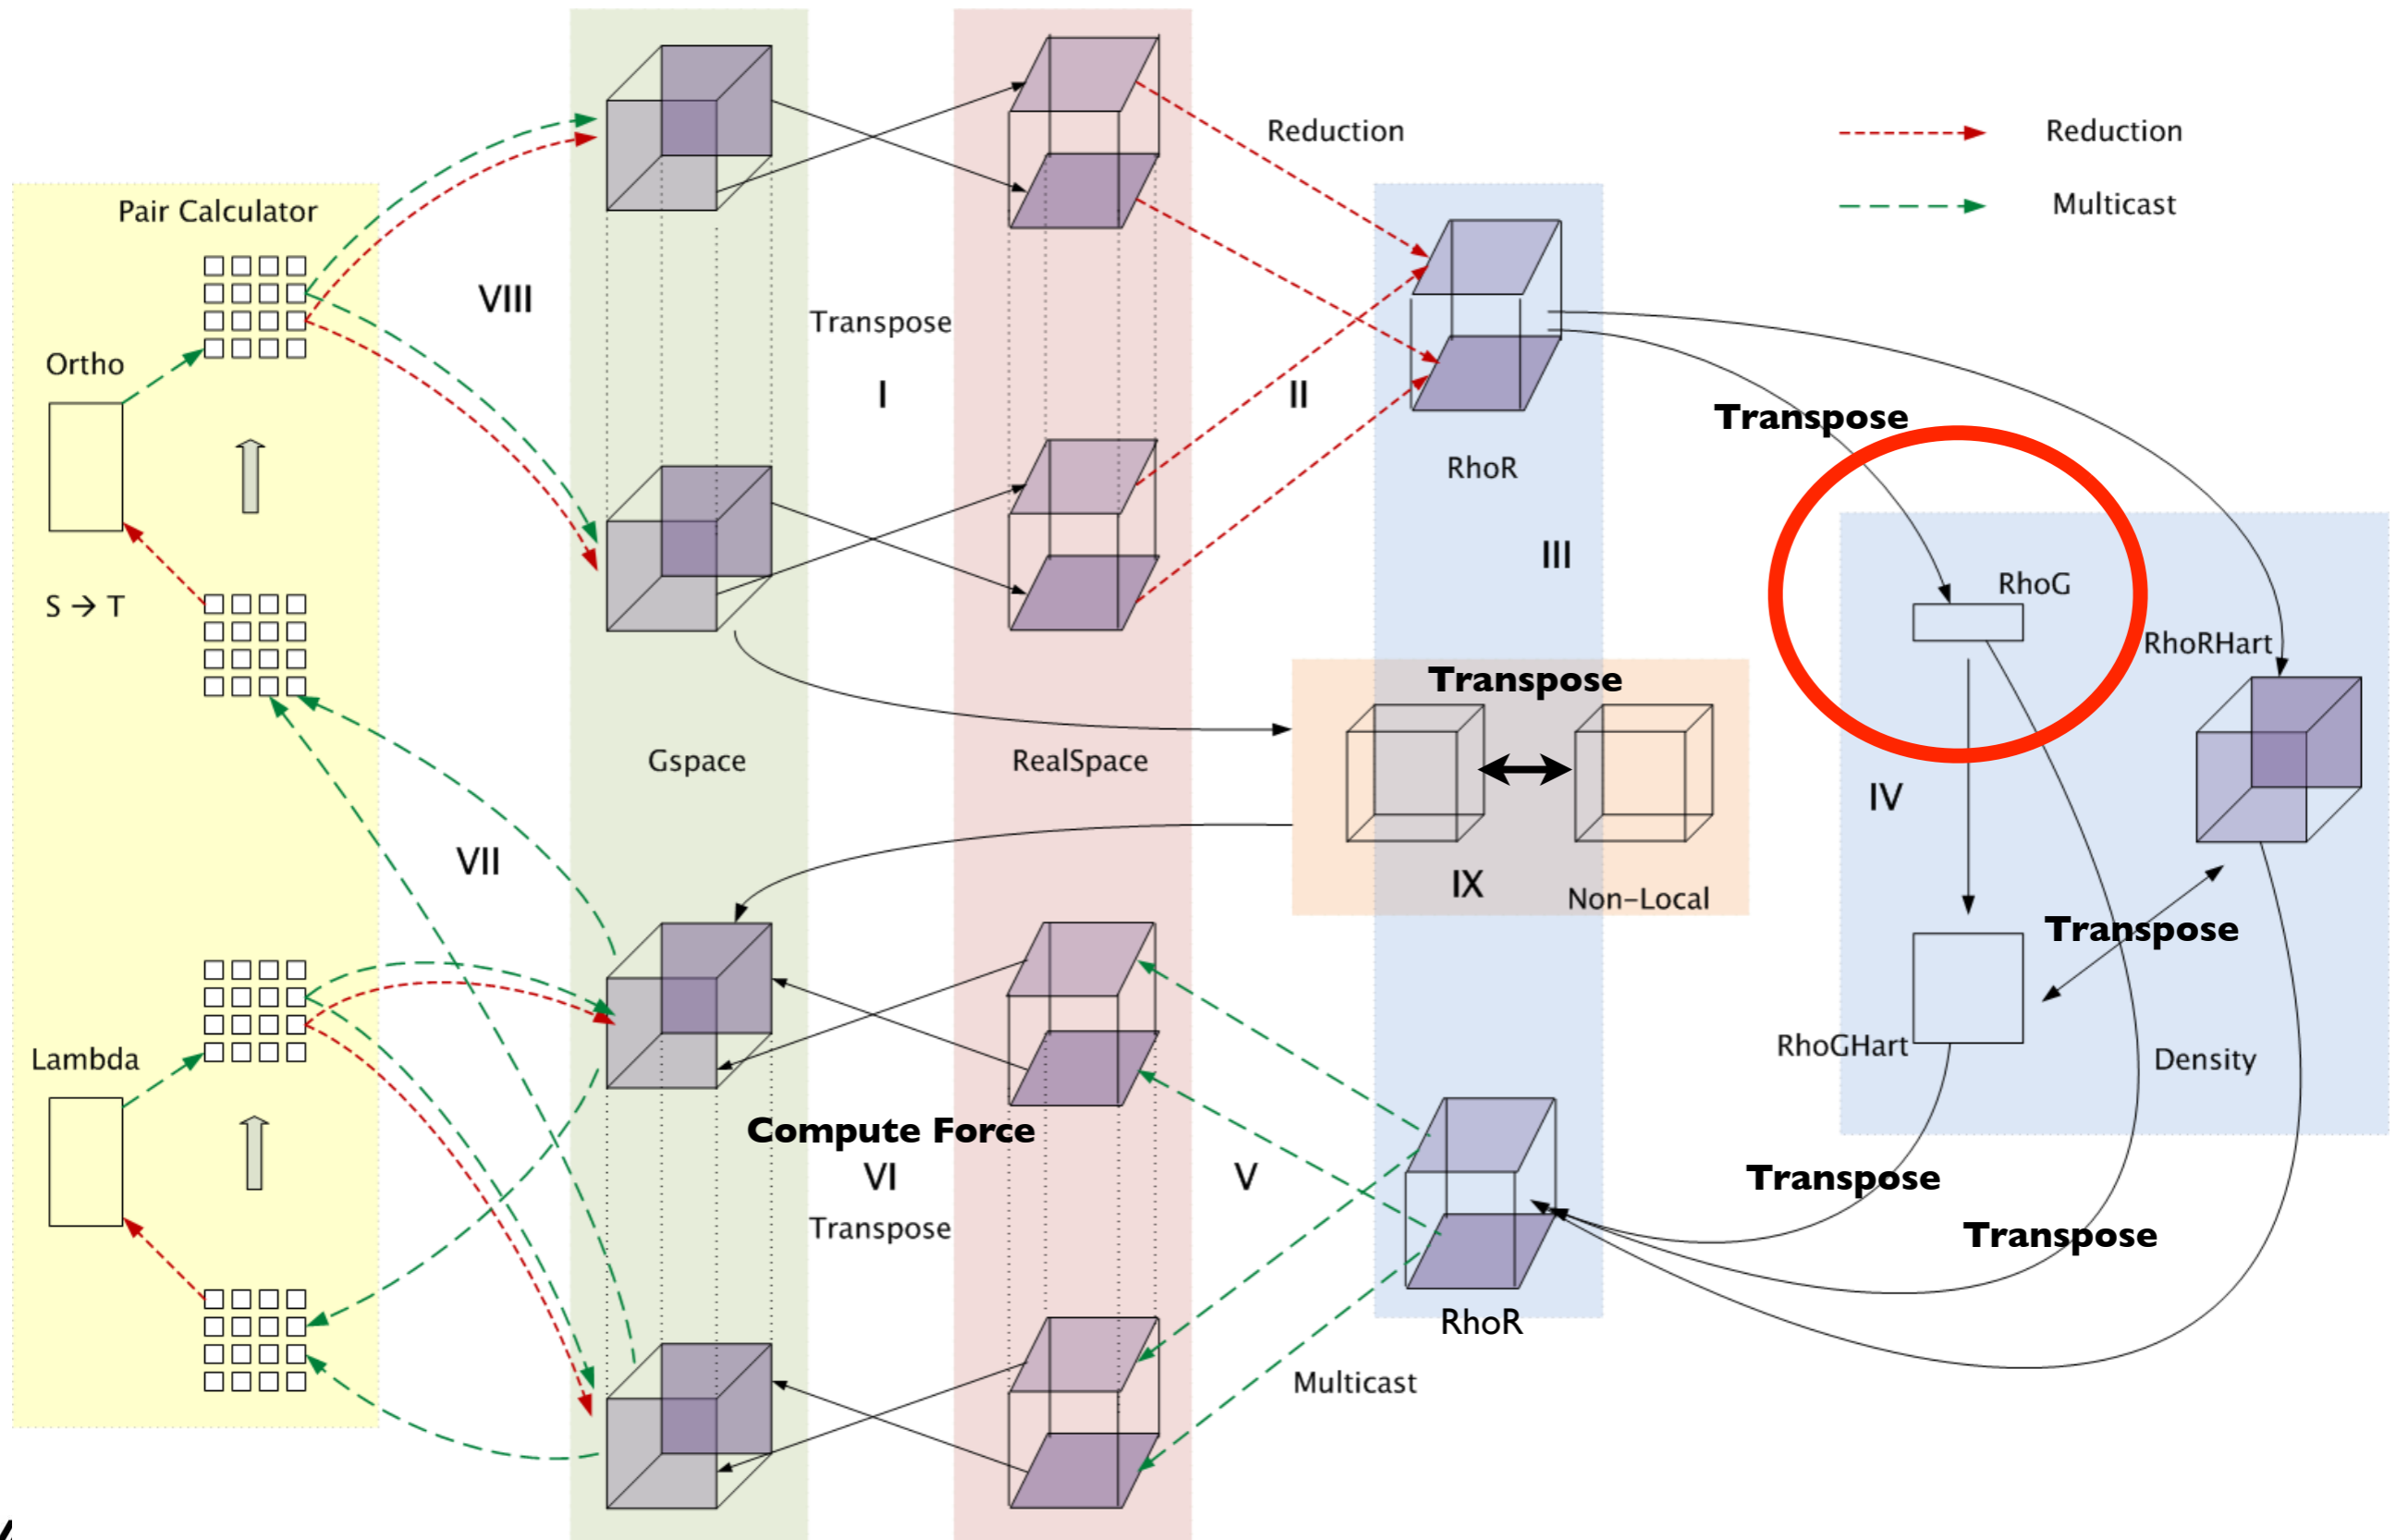 Reduction
Reduction
Multicast
Pair Calculator
VIII
Transpose
Ortho
I
II
Transpose
RhoR
III
RhoG
S → T
RhoRHart
Transpose
Gspace
RealSpace
IV
VII
IX
Non-Local
Transpose
Lambda
RhoGHart
Density
Compute Force
VI
V
Transpose
Transpose
Transpose
RhoR
Multicast